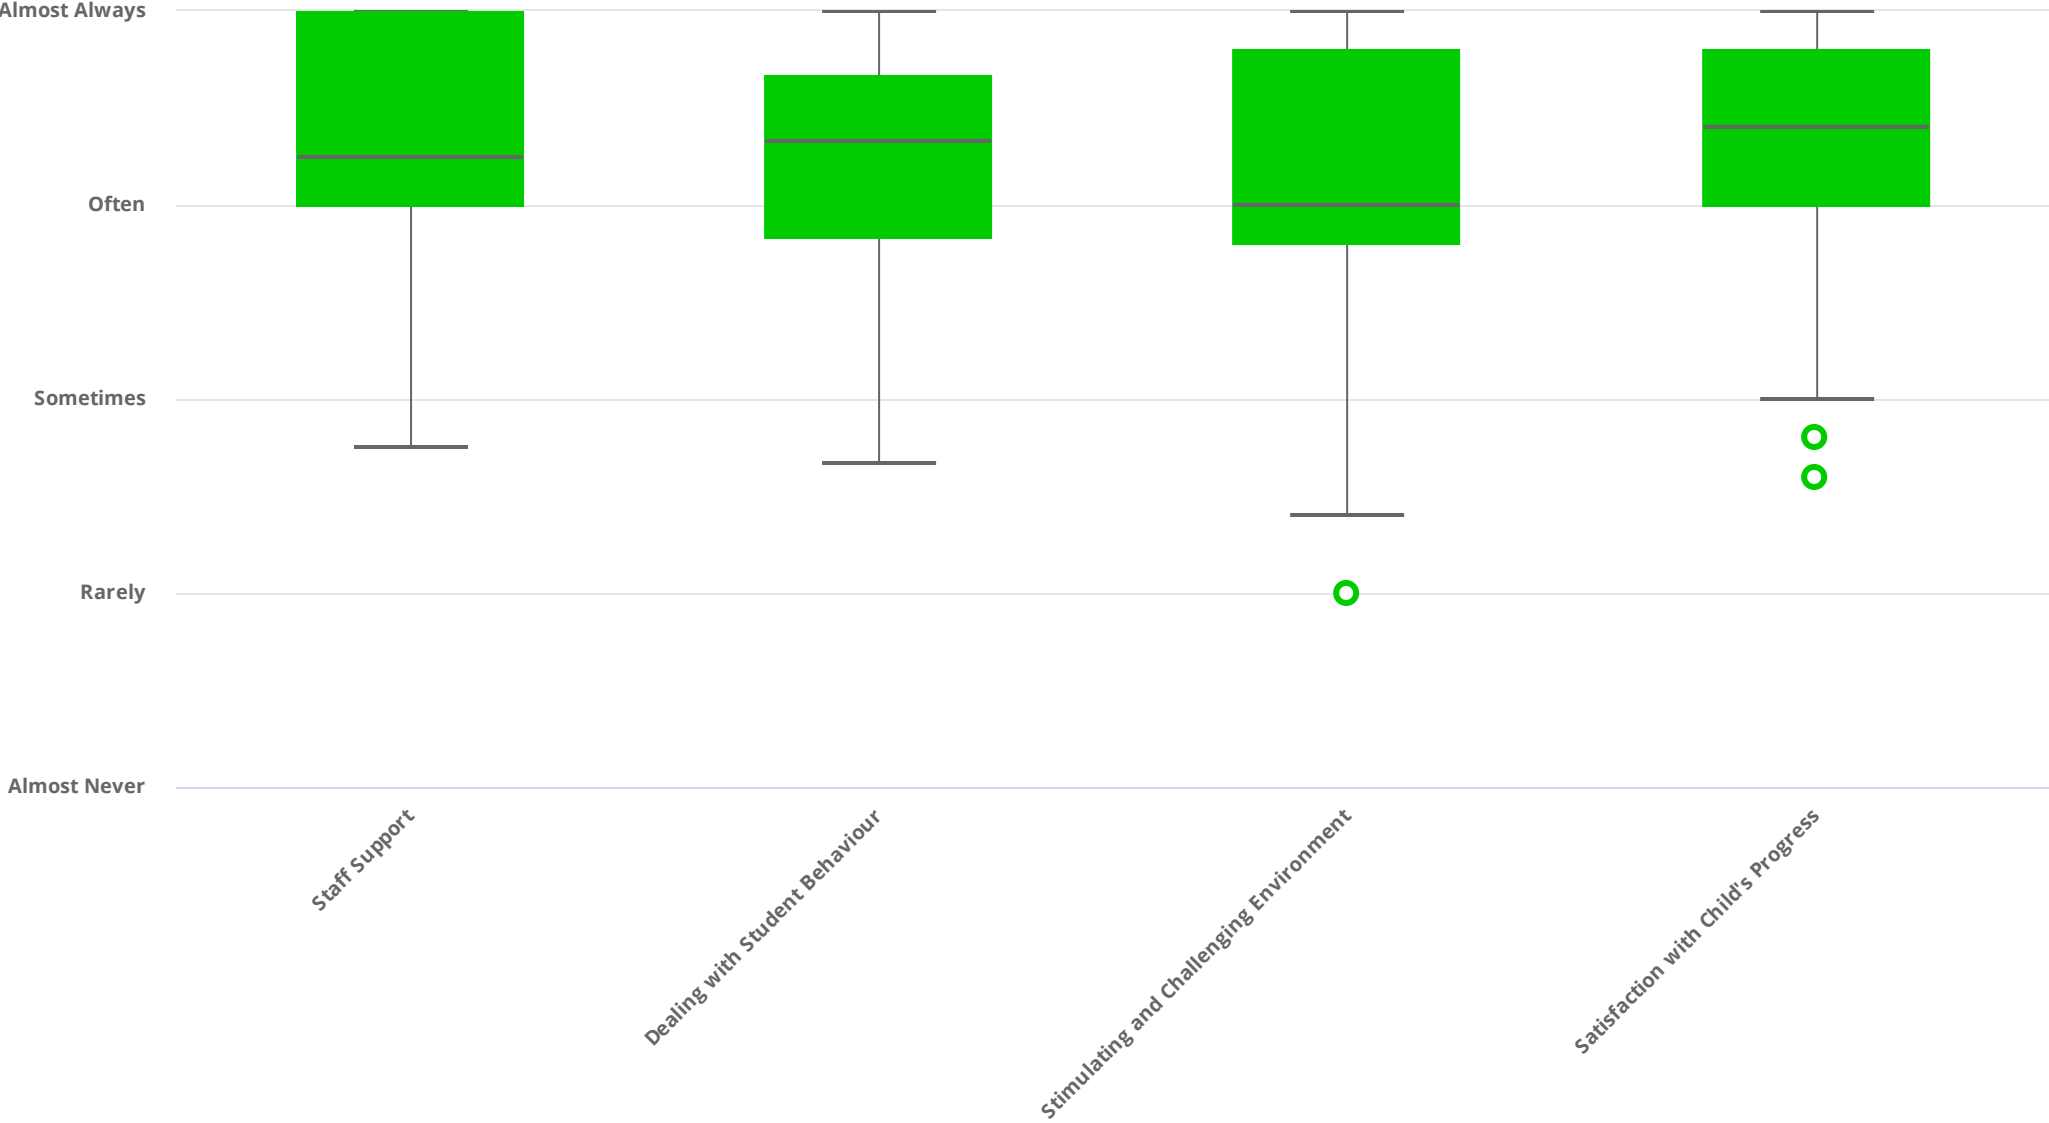 Almost Always
Often
Sometimes
Rarely
Almost Never
Staff Support
Dealing with Student Behaviour
Stimulating and Challenging Environment
Satisfaction with Child's Progress